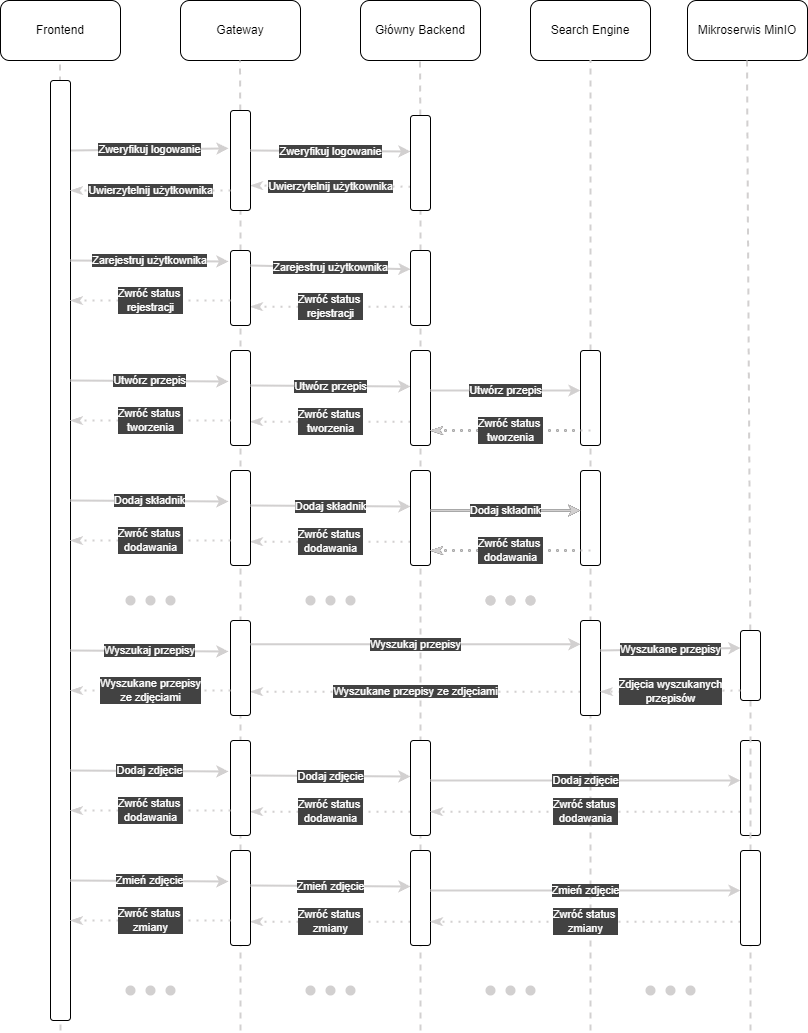 Frontend
Gateway
Główny Backend
Search Engine
Mikroserwis MinIO
Zweryfikuj logowanie
Zweryfikuj logowanie
Uwierzytelnij użytkownika
Uwierzytelnij użytkownika
Zarejestruj użytkownika
Zarejestruj użytkownika
Zwróć status
rejestracji
Zwróć status
rejestracji
Utwórz przepis
Utwórz przepis
Utwórz przepis
Zwróć status
tworzenia
Zwróć status
tworzenia
Zwróć status
tworzenia
Dodaj składnik
Dodaj składnik
Dodaj składnik
Zwróć status
dodawania
Zwróć status
dodawania
Zwróć status
dodawania
Wyszukaj przepisy
Wyszukaj przepisy
Wyszukane przepisy
Wyszukane przepisy
ze zdjęciami
Wyszukane przepisy ze zdjęciami
Zdjęcia wyszukanych
przepisów
Dodaj zdjęcie
Dodaj zdjęcie
Dodaj zdjęcie
Zwróć status
dodawania
Zwróć status
dodawania
Zwróć status
dodawania
Zmień zdjęcie
Zmień zdjęcie
Zmień zdjęcie
Zwróć status
zmiany
Zwróć status
zmiany
Zwróć status
zmiany